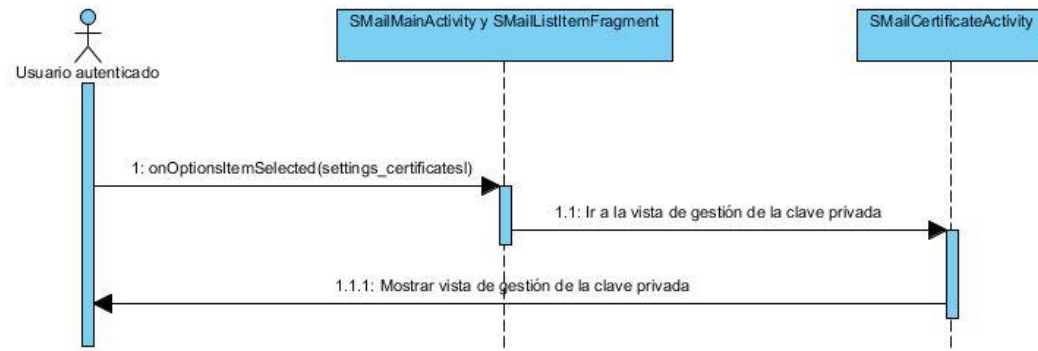 SMailMainActivity y SMailListItemFragment
SMailCertificateActivity
Usuario autenticado
1: onOptionsItemSelected(settings_certificatesl)
1.1: Ir a la vista de gestión de la clave privada
1.1.1: Mostrar vista de gestión de la clave privada